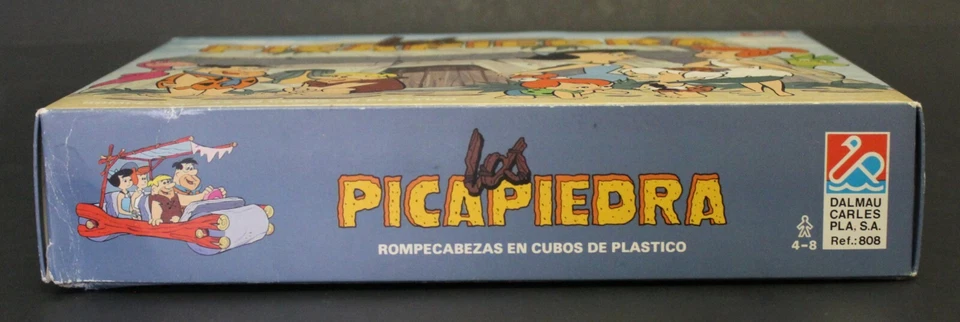 los
PICAPIEDRA
ROMPECABEZAS EN CUBOS DE PLASTICO
4-8
DALMAU
CARLES
PLA, S.A.
Ref.: 808